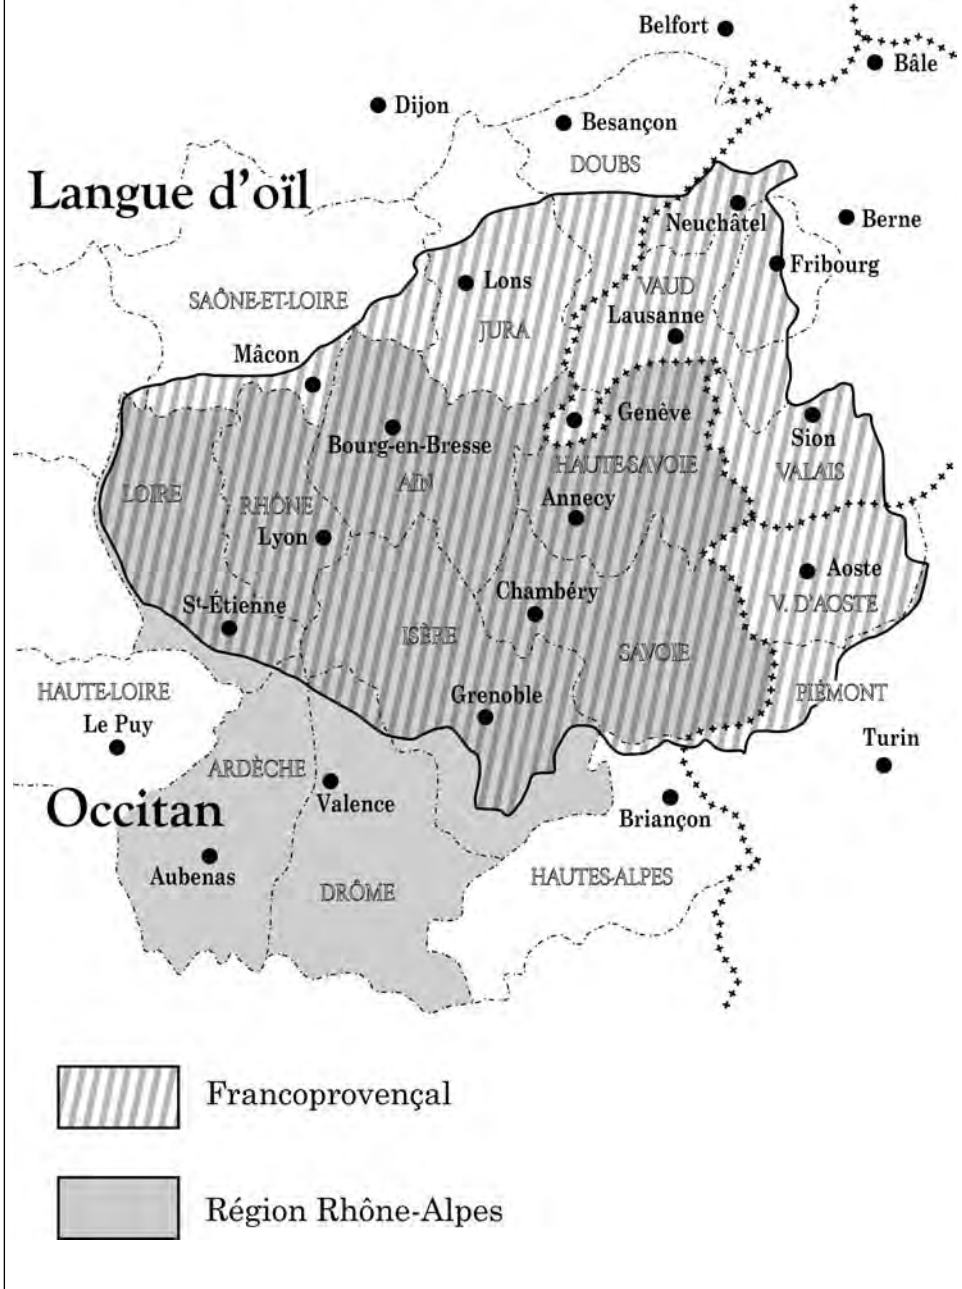 Belfort
Bâle
Dijon
Besançon
DOUBS
Langue d'oïl
Neuchâtel
Berne
Fribourg
Lons
VAUD
SAÔNE-ET-LOIRE
Lausanne
JURA
Mâcon
Genève
Sion
Bourg-en-Bresse
HAUTE-SAVOIE
VALAIS
AIN
LOIRE
RHÔNE
Annecy
Lyon
Aoste
Chambéry
V. D'AOSTE
St-Étienne
ISÈRE
SAVOIE
HAUTE-LOIRE
Grenoble
PIÉMONT
Le Puy
Turin
ARDÈCHE
Valence
Occitan
Briançon
Aubenas
DRÔME
HAUTES-ALPES
Francoprovençal
Région Rhône-Alpes